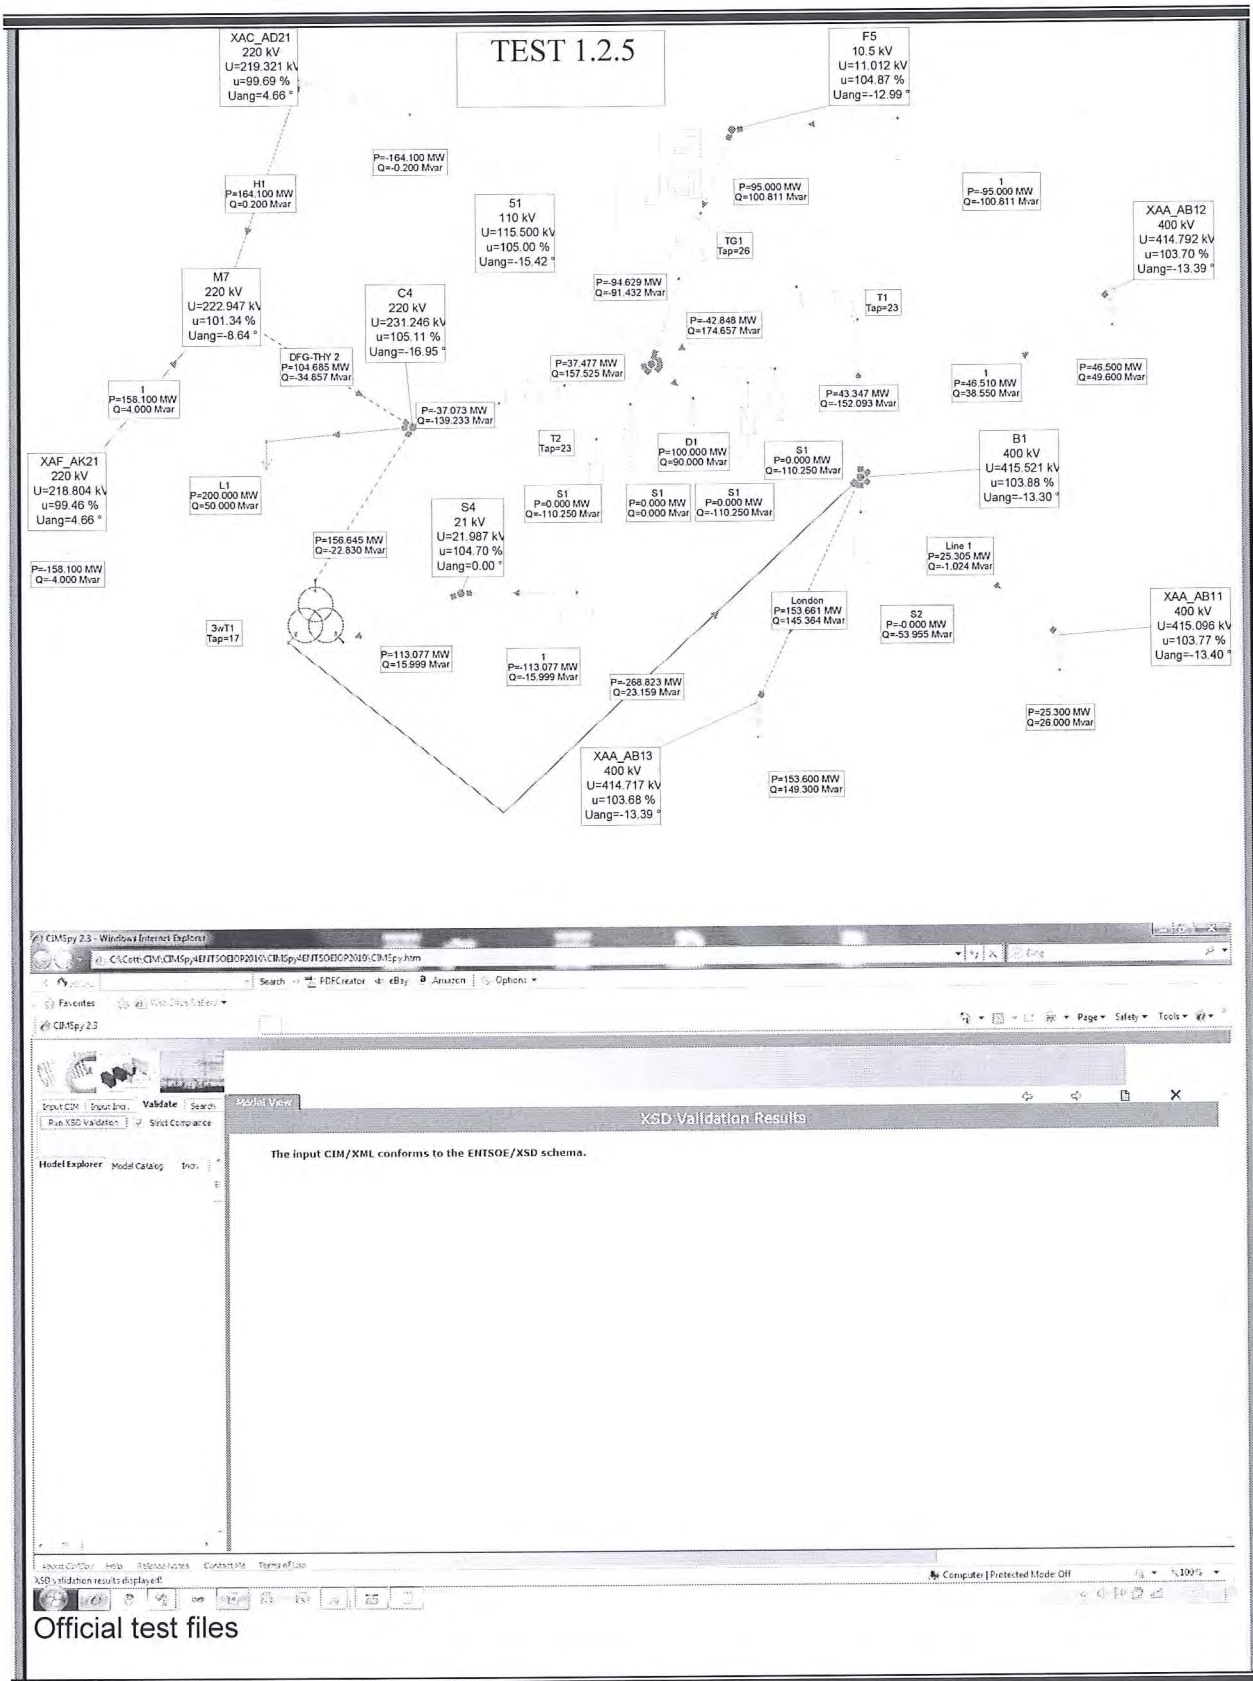 TEST 1.2.5
XAC_AD21
220 kV
U=219.321 kV
u=99.69 %
Uang=4.66 °
F5
10.5 kV
U=11.012 kV
u=104.87 %
Uang=-12.99 °
P=-164.100 MW
Q=-0.200 Mvar
H1
P=164.100 MW
Q=0.200 Mvar
51
110 kV
U=115.500 kV
u=105.00 %
Uang=-15.42 °
P=95.000 MW
Q=100.811 Mvar
1
P=-95.000 MW
Q=-100.811 Mvar
XAA_AB12
400 kV
U=414.792 kV
u=103.70 %
Uang=-13.39 °
TG1
Tap=26
M7
220 kV
U=222.947 kV
u=101.34 %
Uang=-8.64 °
C4
220 kV
U=231.246 kV
u=105.11 %
Uang=-16.95 °
P=-94.629 MW
Q=-91.432 Mvar
T1
Tap=23
P=-42.848 MW
Q=174.657 Mvar
DFG-THY 2
P=104.685 MW
Q=-34.857 Mvar
P=37.477 MW
Q=157.525 Mvar
1
P=46.510 MW
Q=38.550 Mvar
P=46.500 MW
Q=49.600 Mvar
1
P=158.100 MW
Q=4.000 Mvar
P=43.347 MW
Q=-152.093 Mvar
P=-37.073 MW
Q=-139.233 Mvar
T2
Tap=23
D1
P=100.000 MW
Q=90.000 Mvar
S1
P=0.000 MW
Q=-110.250 Mvar
B1
400 kV
U=415.521 kV
u=103.88 %
Uang=-13.30 °
XAF_AK21
220 kV
U=218.804 kV
u=99.46 %
Uang=4.66 °
L1
P=200.000 MW
Q=50.000 Mvar
S1
P=0.000 MW
Q=-110.250 Mvar
S1
P=0.000 MW
Q=0.000 Mvar
S1
P=0.000 MW
Q=-110.250 Mvar
S4
21 kV
U=21.987 kV
u=104.70 %
Uang=0.00 °
P=156.645 MW
Q=-22.830 Mvar
Line 1
P=25.305 MW
Q=-1.024 Mvar
P=-158.100 MW
Q=-4.000 Mvar
London
P=153.661 MW
Q=145.364 Mvar
S2
P=-0.000 MW
Q=-53.955 Mvar
XAA_AB11
400 kV
U=415.096 kV
u=103.77 %
Uang=-13.40 °
3wT1
Tap=17
P=113.077 MW
Q=15.999 Mvar
1
P=-113.077 MW
Q=-15.999 Mvar
P=-268.823 MW
Q=23.159 Mvar
P=25.300 MW
Q=26.000 Mvar
XAA_AB13
400 kV
U=414.717 kV
u=103.68 %
Uang=-13.39 °
P=153.600 MW
Q=149.300 Mvar
CIMSpy 2.3 - Windows Internet Explorer
C:\Cott\CIM\CIMSpy4ENTSOEIOP2010\CIMSpy4ENTSOEIOP2010\CIMSpy.htm
Search PDFCreator eBay Amazon Options
Favorites
CIMSpy 2.3
Page Safety Tools
Input CIM Input Incr. Validate Search
Run XSD Validation Strict Compliance
Model View
XSD Validation Results
Model Explorer Model Catalog Incr.
The input CIM/XML conforms to the ENTSOE/XSD schema.
About CIMSpy Help Release Notes Contact Me Terms of Use
XSD validation results displayed!
Computer | Protected Mode: Off
100%
Official test files